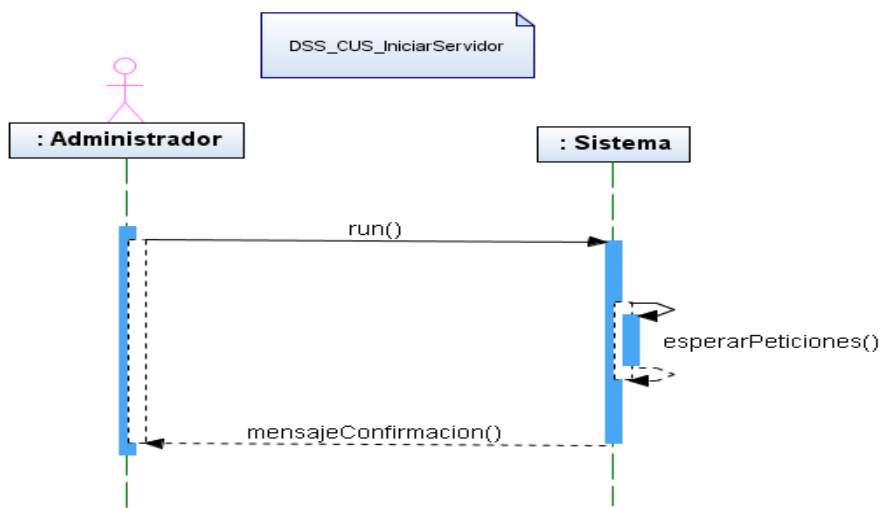 DSS_CUS_IniciarServidor
: Administrador
: Sistema
run()
esperarPeticiones()
mensajeConfirmacion()